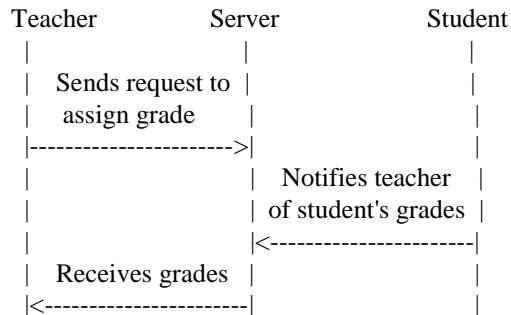 Teacher Server Student
| | |
| Sends request to | |
| assign grade | |
|----------------------->| |
| | Notifies teacher |
| | of student's grades |
| |<-----------------------|
| Receives grades | |
|<-----------------------| |